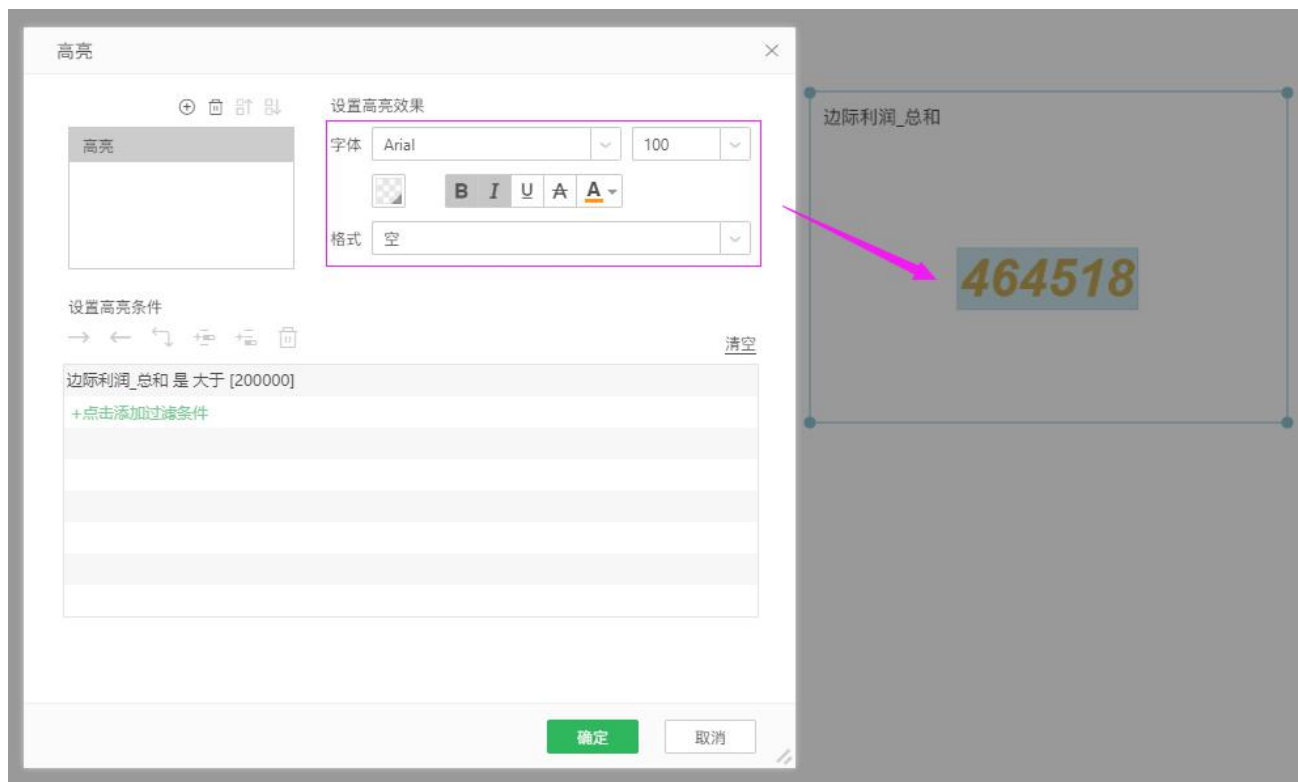 高亮
设置高亮效果
高亮
字体 Arial 100
B I U A A
格式 空
设置高亮条件
清空
边际利润_总和 是 大于 [200000]
+点击添加过滤条件
确定 取消
边际利润_总和
464518